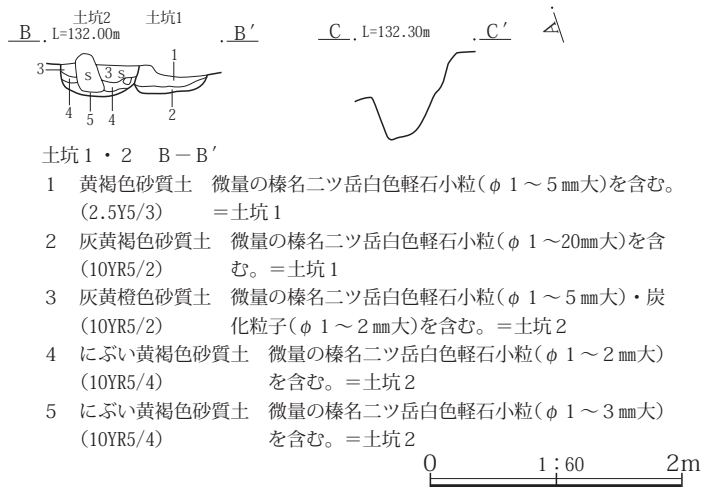 土坑2 土坑1
B . L=132.00m . B′ C . L=132.30m . C′
1
3 S 3 S
4 5 4 2
土坑１・２ B－B′
1 黄褐色砂質土 微量の榛名二ツ岳白色軽石小粒(φ 1～5㎜大)を含む。
(2.5Y5/3) ＝土坑１
2 灰黄褐色砂質土 微量の榛名二ツ岳白色軽石小粒(φ 1～20㎜大)を含
(10YR5/2) む。＝土坑１
3 灰黄橙色砂質土 微量の榛名二ツ岳白色軽石小粒(φ 1～5㎜大)・炭
(10YR5/2) 化粒子(φ 1～2㎜大)を含む。＝土坑２
4 にぶい黄褐色砂質土 微量の榛名二ツ岳白色軽石小粒(φ 1～2㎜大)
(10YR5/4) を含む。＝土坑２
5 にぶい黄褐色砂質土 微量の榛名二ツ岳白色軽石小粒(φ 1～3㎜大)
(10YR5/4) を含む。＝土坑２
0 1：60 2m